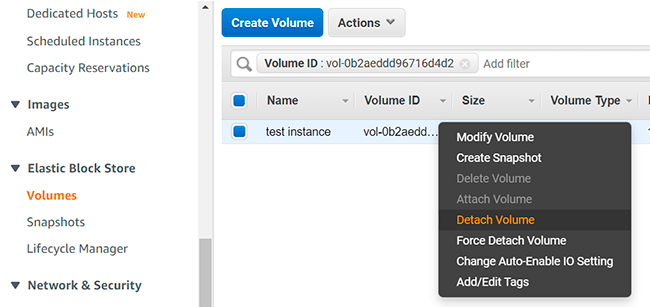 Dedicated Hosts New
Scheduled Instances
Capacity Reservations
Images
AMIs
Elastic Block Store
Volumes
Snapshots
Lifecycle Manager
Network & Security
Create Volume
Actions
Volume ID : vol-0b2aeddd96716d4d2 Add filter
Name Volume ID Size Volume Type
test instance vol-0b2aedd...
Modify Volume
Create Snapshot
Delete Volume
Attach Volume
Detach Volume
Force Detach Volume
Change Auto-Enable IO Setting
Add/Edit Tags